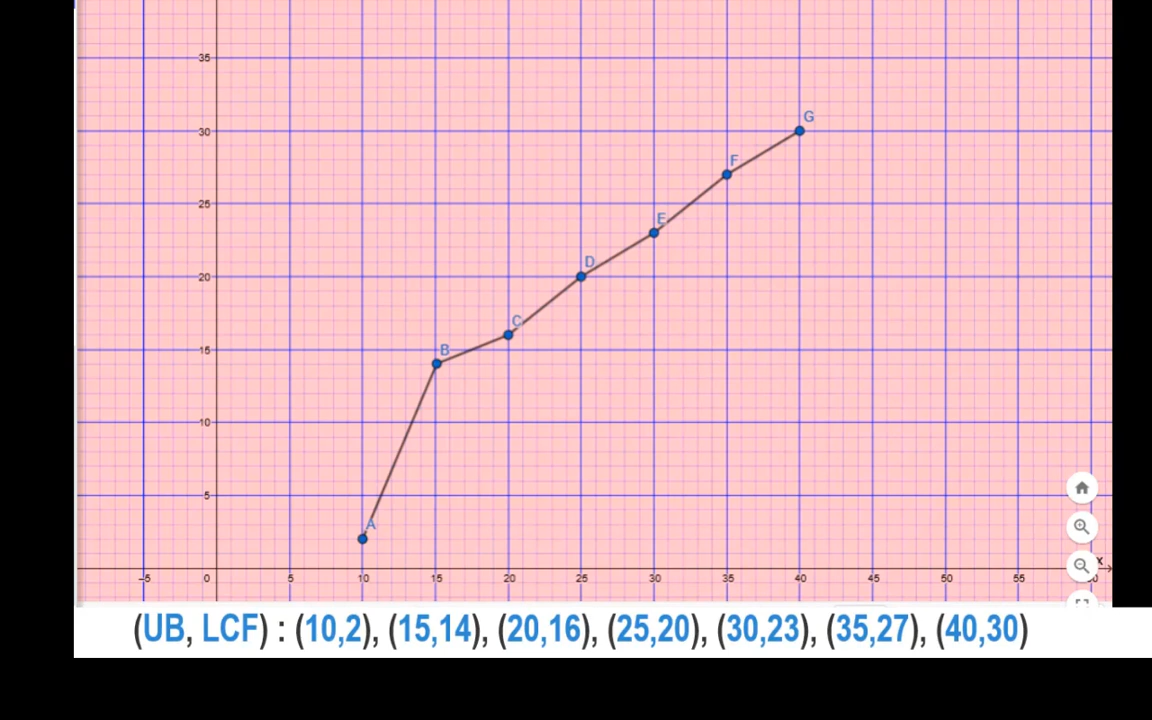 35
30
25
20
15
10
5
G
F
E
D
C
B
A
x
-5 0 5 10 15 20 25 30 35 40 45 50 55
(UB, LCF) : (10,2), (15,14), (20,16), (25,20), (30,23), (35,27), (40,30)